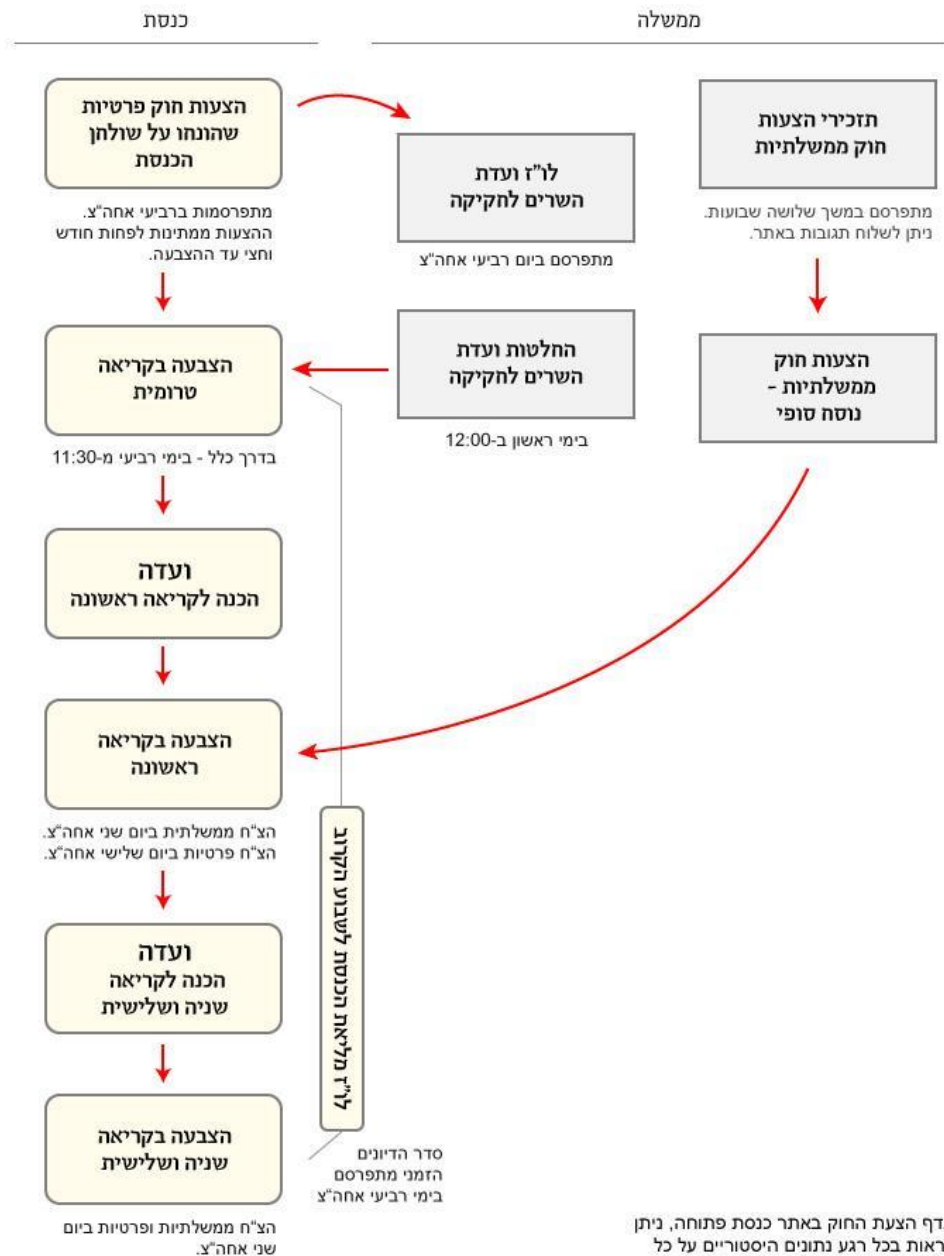 ממשלה
כנסת
תזכירי הצעות
חוק ממשלתיות
מתפרסם במשך שלושה שבועות.
ניתן לשלוח תגובות באתר.
הצעות חוק
ממשלתיות –
נוסח סופי
לו"ז ועדת
השרים לחקיקה
מתפרסם ביום רביעי אחה"צ
החלטות ועדת
השרים לחקיקה
בימי ראשון ב-12:00
הצעות חוק פרטיות
שהונחו על שולחן
הכנסת
מתפרסמות ברביעי אחה"צ.
ההצעות ממתינות לפחות חודש
וחצי עד ההצבעה.
הצבעה בקריאה
טרומית
בדרך כלל - בימי רביעי מ-11:30
ועדה
הכנה לקריאה ראשונה
הצבעה בקריאה
ראשונה
הצ"ח ממשלתית ביום שני אחה"צ.
הצ"ח פרטיות ביום שלישי אחה"צ.
ועדה
הכנה לקריאה
שניה ושלישית
הצבעה בקריאה
שניה ושלישית
הצ"ח ממשלתיות ופרטיות ביום
שני אחה"צ.
לו"ז מליאת הכנסת לשבוע הקרוב
סדר הדיונים
הזמני מתפרסם
בימי רביעי אחה"צ
דף הצעת החוק באתר כנסת פתוחה, ניתן
ראות בכל רגע נתונים היסטוריים על כל